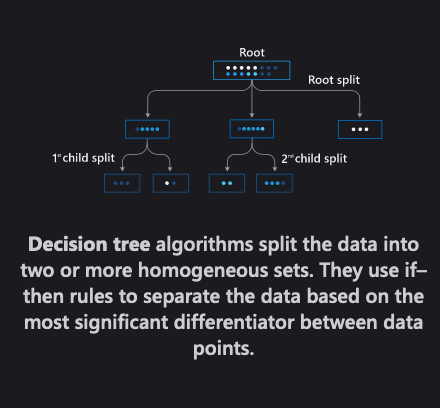 Root
Root split
1st child split
2nd child split
Decision tree algorithms split the data into
two or more homogeneous sets. They use if–
then rules to separate the data based on the
most significant differentiator between data
points.